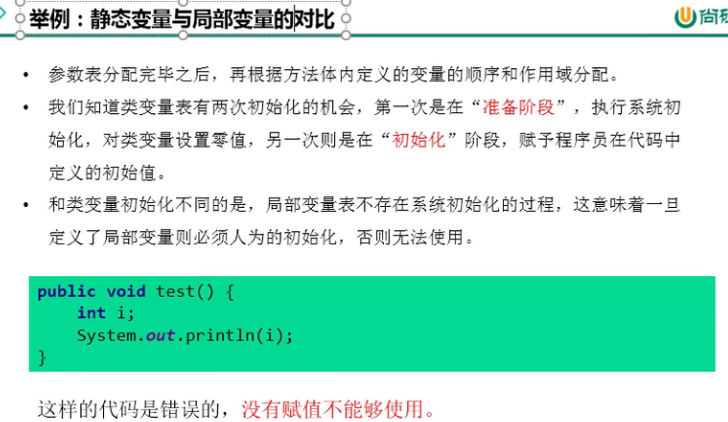 举例：静态变量与局部变量的对比
尚硅
• 参数表分配完毕之后，再根据方法体内定义的变量的顺序和作用域分配。
• 我们知道类变量表有两次初始化的机会，第一次是在“准备阶段”，执行系统初
始化，对类变量设置零值，另一次则是在“初始化”阶段，赋予程序员在代码中
定义的初始值。
• 和类变量初始化不同的是，局部变量表不存在系统初始化的过程，这意味着一旦
定义了局部变量则必须人为的初始化，否则无法使用。
public void test() {
    int i;
    System.out.println(i);
}
这样的代码是错误的，没有赋值不能够使用。